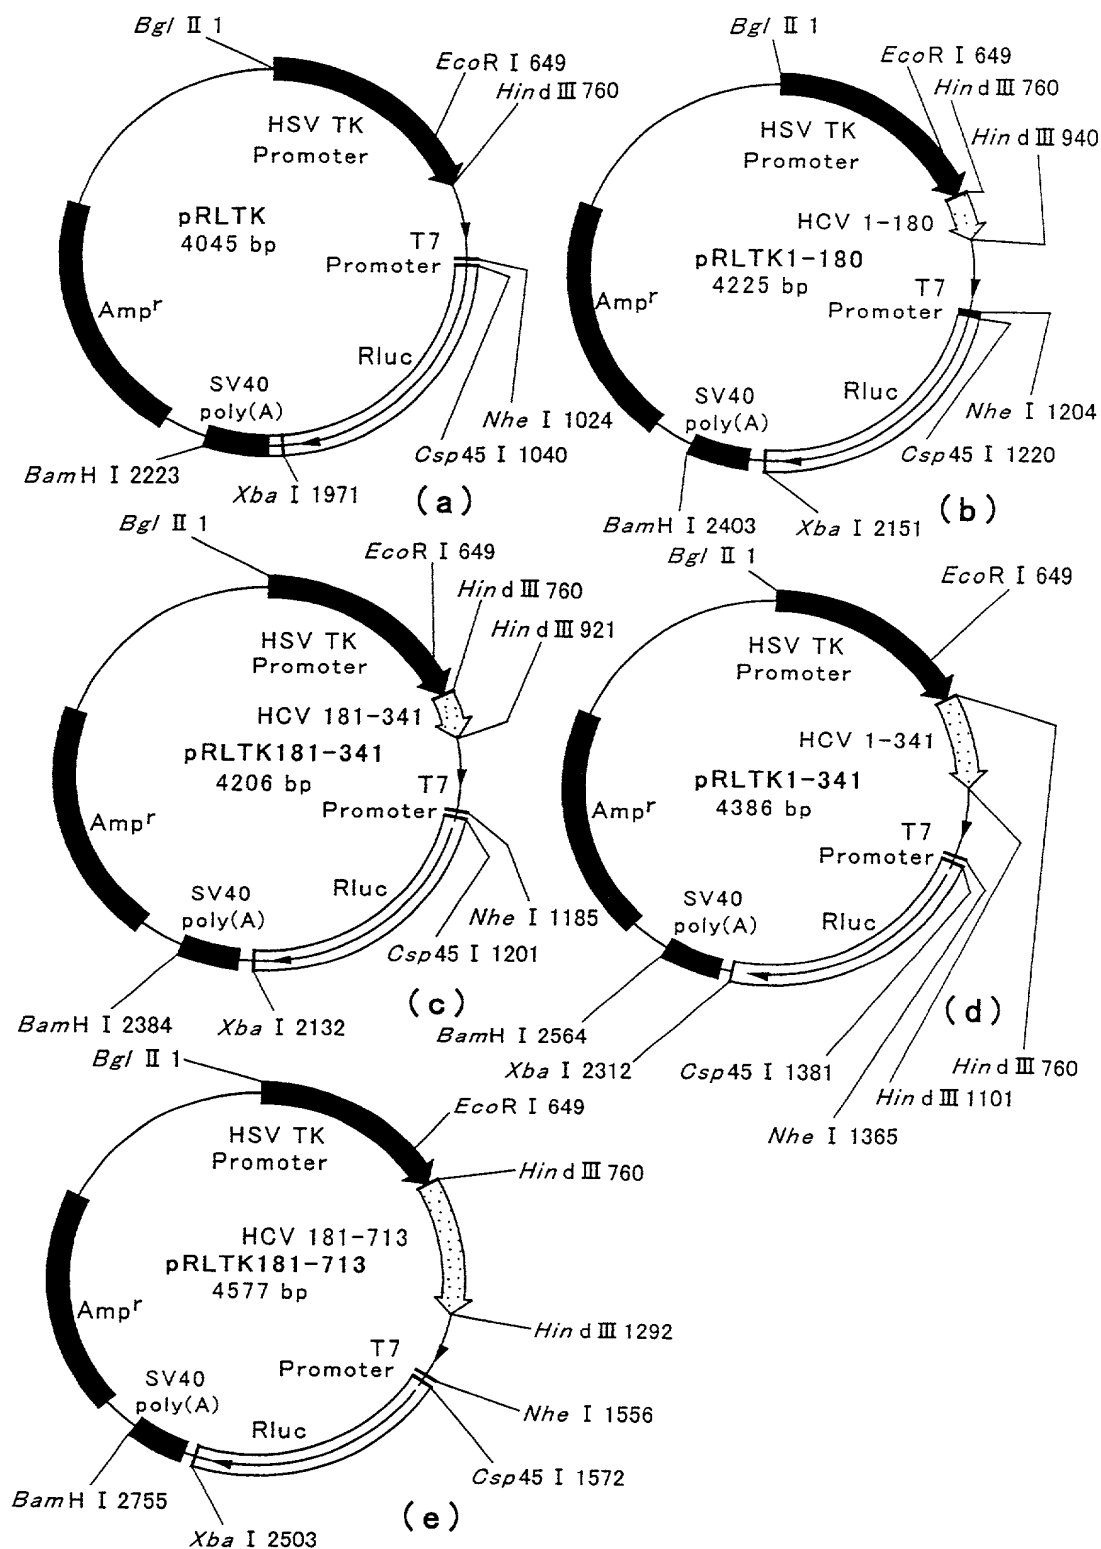 Bgl Ⅱ 1
EcoR Ⅰ 649
Hind Ⅲ 760
HSV TK
Promoter
pRLTK
4045 bp
T7
Promoter
Ampr
Rluc
SV40
poly(A)
Nhe Ⅰ 1024
Csp45 Ⅰ 1040
BamH Ⅰ 2223
Xba Ⅰ 1971
(a)
Bgl Ⅱ 1
EcoR Ⅰ 649
Hind Ⅲ 760
Hind Ⅲ 940
HSV TK
Promoter
HCV 1-180
pRLTK1-180
4225 bp
T7
Promoter
Ampr
Rluc
SV40
poly(A)
Nhe Ⅰ 1204
Csp45 Ⅰ 1220
BamH Ⅰ 2403
Xba Ⅰ 2151
(b)
Bgl Ⅱ 1
EcoR Ⅰ 649
Hind Ⅲ 760
Hind Ⅲ 921
HSV TK
Promoter
HCV 181-341
pRLTK181-341
4206 bp
T7
Promoter
Ampr
Rluc
SV40
poly(A)
Nhe Ⅰ 1185
Csp45 Ⅰ 1201
BamH Ⅰ 2384
Xba Ⅰ 2132
(c)
Bgl Ⅱ 1
EcoR Ⅰ 649
HSV TK
Promoter
HCV 1-341
pRLTK1-341
4386 bp
T7
Promoter
Ampr
Rluc
SV40
poly(A)
BamH Ⅰ 2564
Xba Ⅰ 2312
Csp45 Ⅰ 1381
Nhe Ⅰ 1365
Hind Ⅲ 1101
Hind Ⅲ 760
(d)
Bgl Ⅱ 1
EcoR Ⅰ 649
HSV TK
Promoter
Hind Ⅲ 760
HCV 181-713
pRLTK181-713
4577 bp
Ampr
Hind Ⅲ 1292
T7
Promoter
SV40
poly(A)
Rluc
Nhe Ⅰ 1556
Csp45 Ⅰ 1572
BamH Ⅰ 2755
Xba Ⅰ 2503
(e)